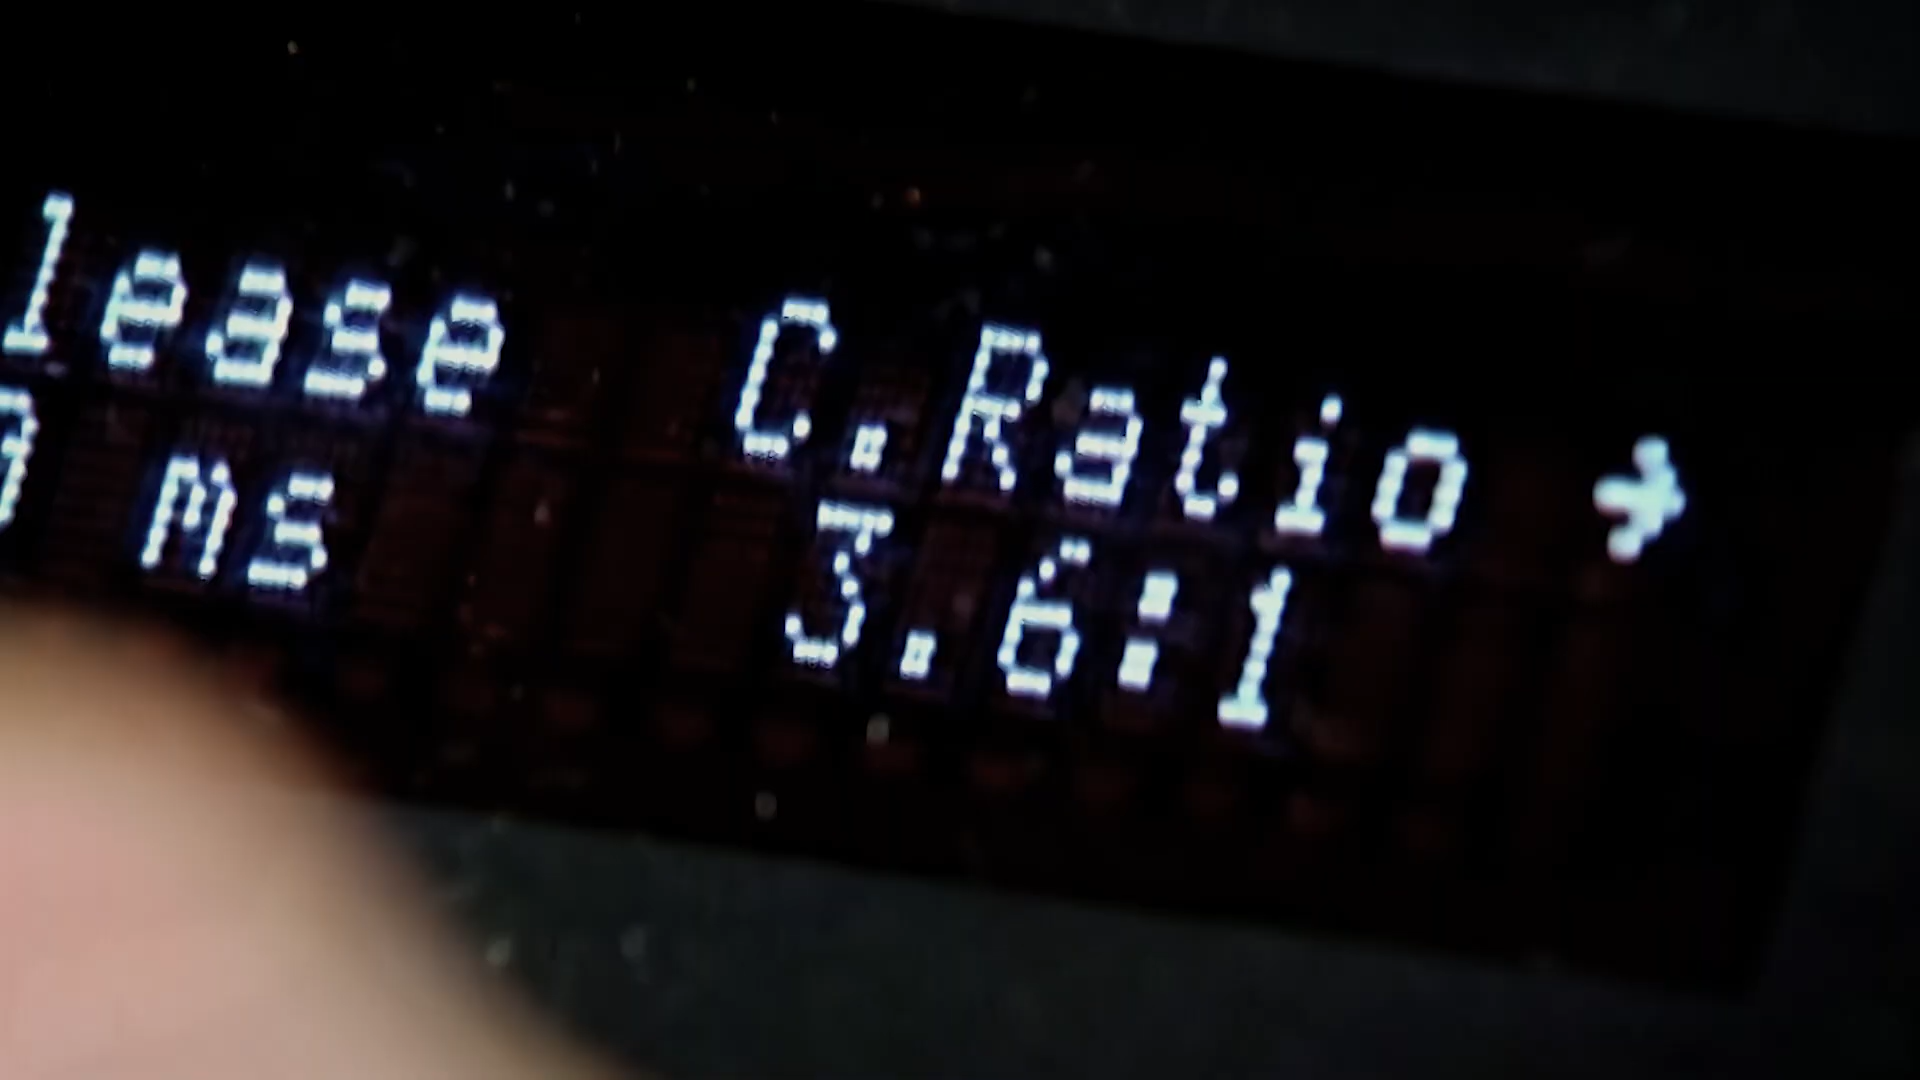 lease C.Ratio →
ms 3.6:1